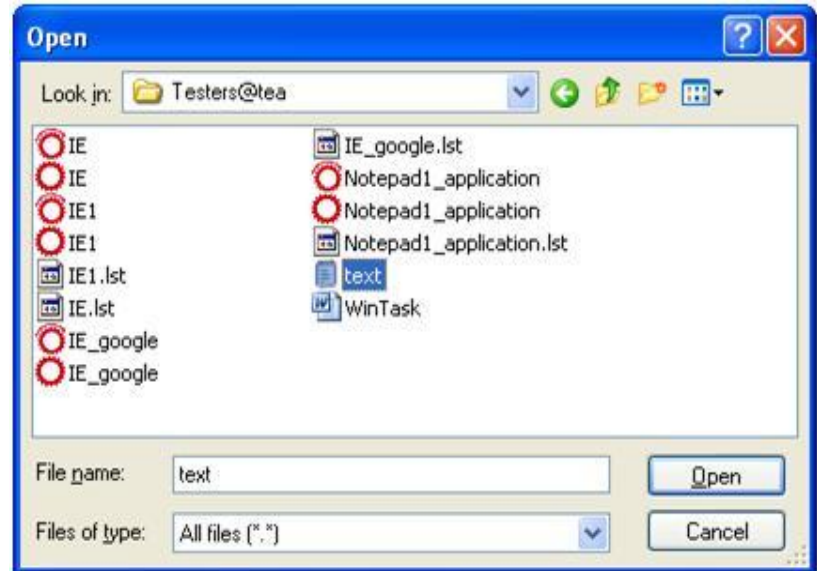 Open
Look in: Testers@tea
IE
IE
IE1
IE1
IE1.lst
IE.lst
IE_google
IE_google
IE_google.lst
Notepad1_application
Notepad1_application
Notepad1_application.lst
text
WinTask
File name: text
Open
Files of type: All files (*.*)
Cancel